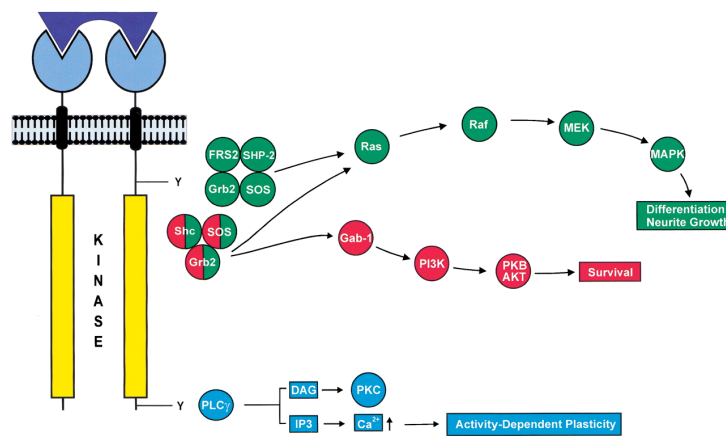 FRS2
SHP-2
Grb2
SOS
Ras
Raf
MEK
MAPK
Y
Differentiation
Neurite Growth
Shc
SOS
Grb2
Gab-1
PI3K
PKB
AKT
Survival
K
I
N
A
S
E
Y
PLCγ
DAG
PKC
IP3
Ca2+
Activity-Dependent Plasticity